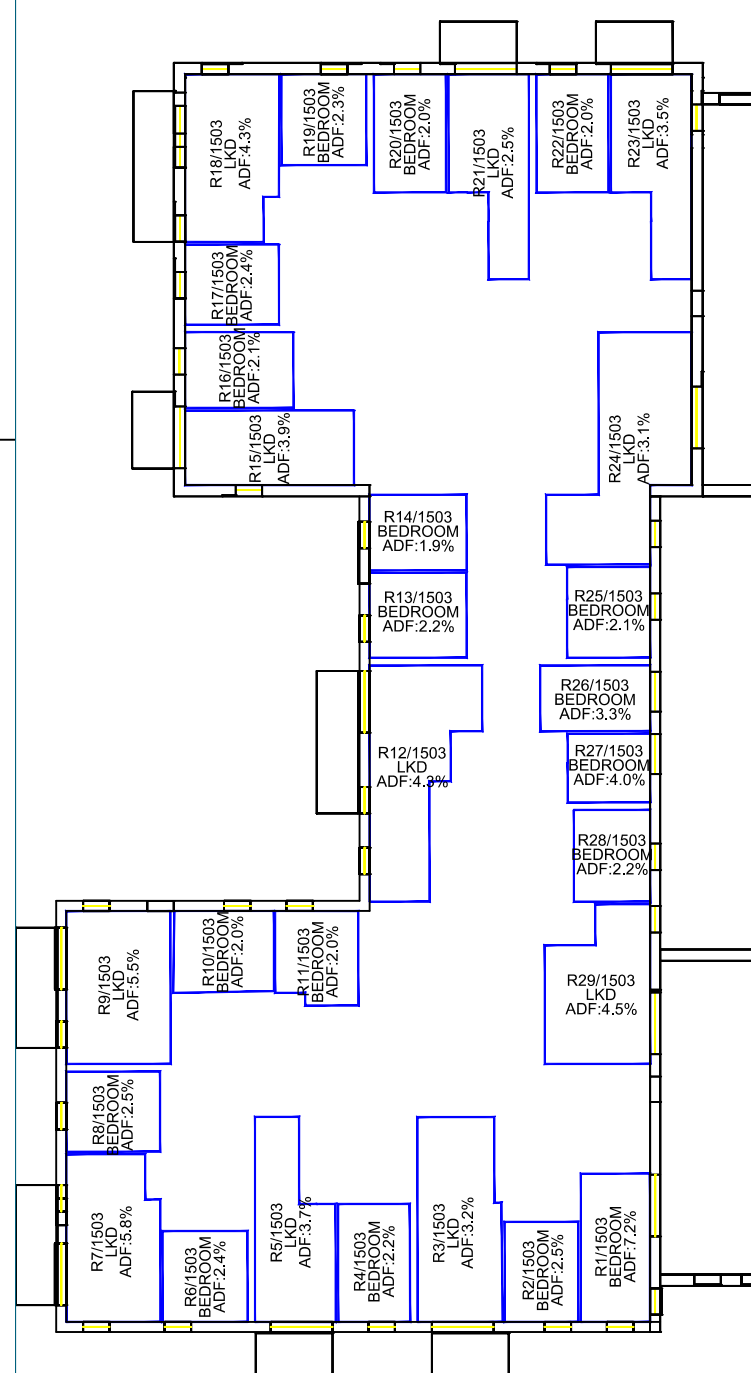 R18/1503
LKD
ADF:4.3%
R19/1503
BEDROOM
ADF:2.3%
R20/1503
BEDROOM
ADF:2.0%
R21/1503
LKD
ADF:2.5%
R22/1503
BEDROOM
ADF:2.0%
R23/1503
LKD
ADF:3.5%
R17/1503
BEDROOM
ADF:2.4%
R16/1503
BEDROOM
ADF:2.1%
R15/1503
LKD
ADF:3.9%
R24/1503
LKD
ADF:3.1%
R14/1503
BEDROOM
ADF:1.9%
R13/1503
BEDROOM
ADF:2.2%
R25/1503
BEDROOM
ADF:2.1%
R26/1503
BEDROOM
ADF:3.3%
R12/1503
LKD
ADF:4.3%
R27/1503
BEDROOM
ADF:4.0%
R28/1503
BEDROOM
ADF:2.2%
R9/1503
LKD
ADF:5.5%
R10/1503
BEDROOM
ADF:2.0%
R11/1503
BEDROOM
ADF:2.0%
R29/1503
LKD
ADF:4.5%
R8/1503
BEDROOM
ADF:2.5%
R7/1503
LKD
ADF:5.8%
R6/1503
BEDROOM
ADF:2.4%
R5/1503
LKD
ADF:3.7%
R4/1503
BEDROOM
ADF:2.2%
R3/1503
LKD
ADF:3.2%
R2/1503
BEDROOM
ADF:2.5%
R1/1503
BEDROOM
ADF:7.2%